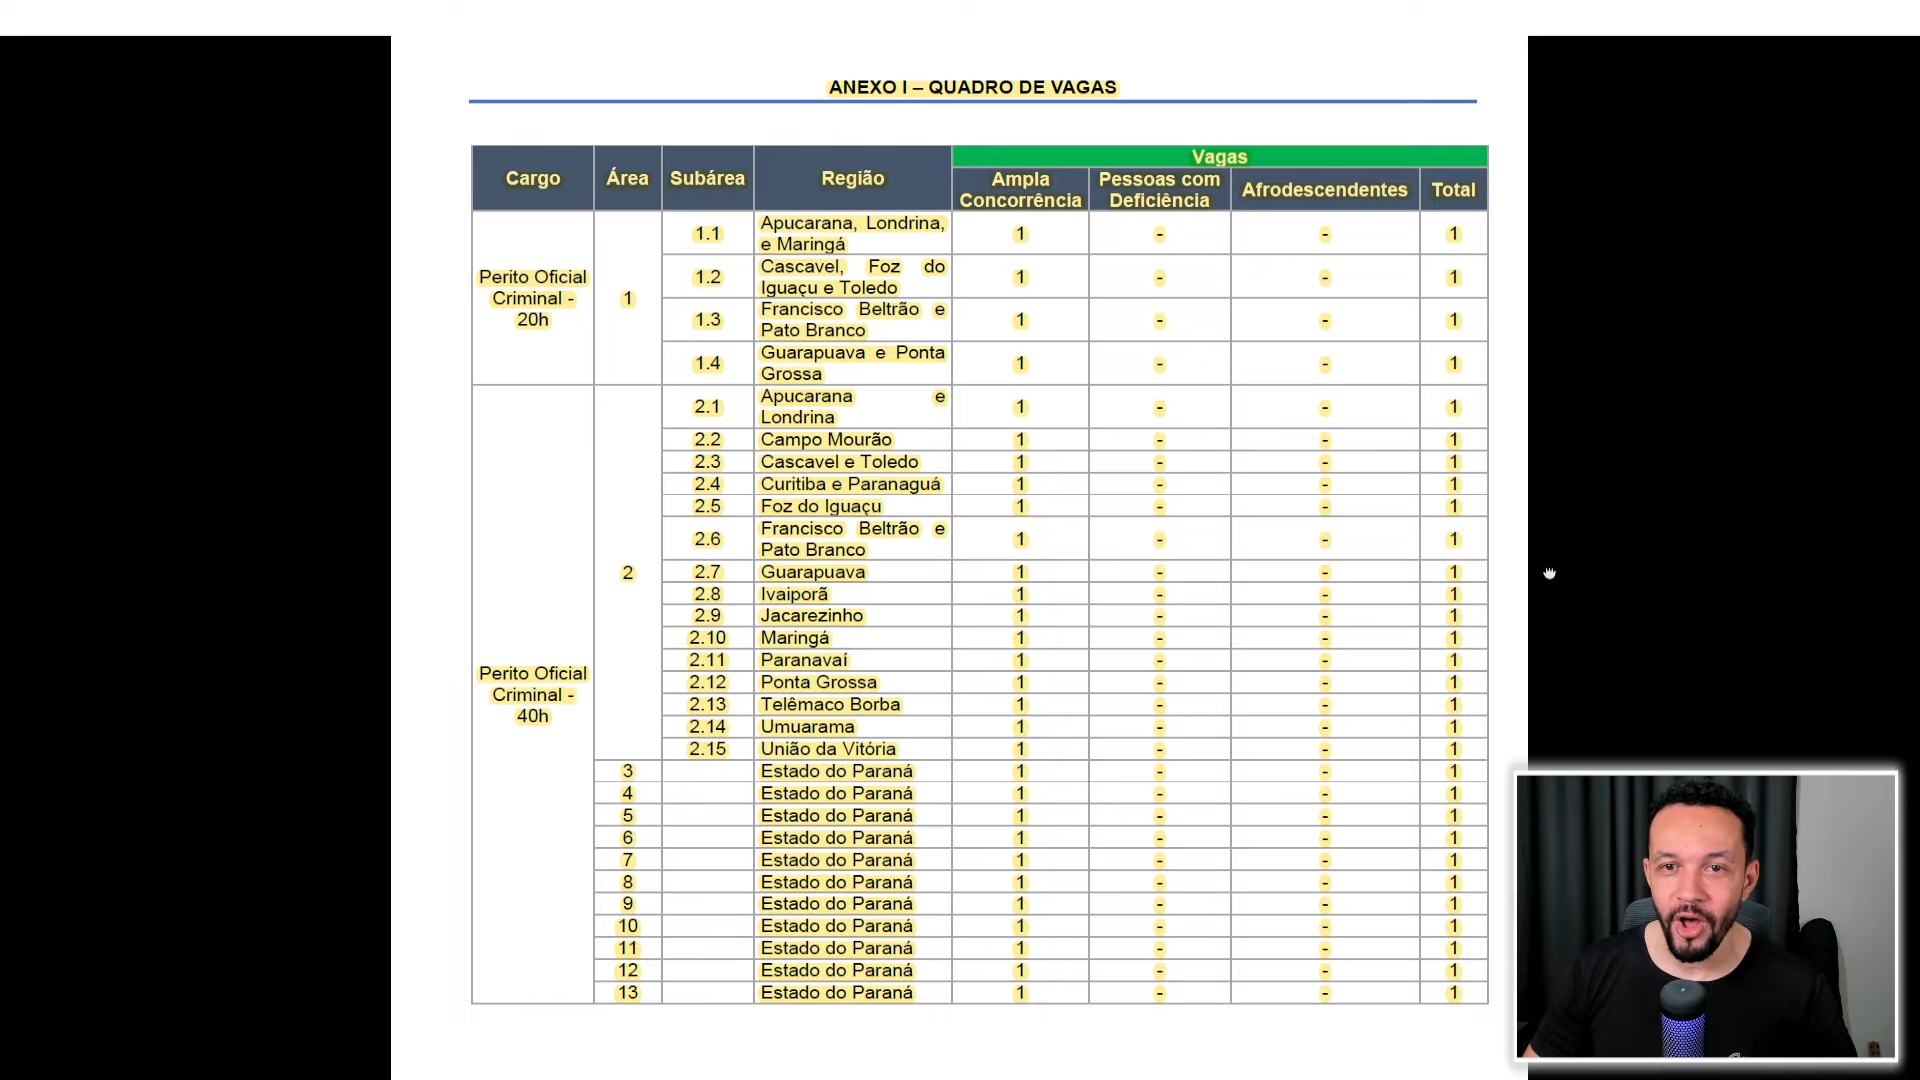 ANEXO I – QUADRO DE VAGAS
Cargo Área Subárea Região Vagas
Ampla Concorrência Pessoas com Deficiência Afrodescendentes Total
Perito Oficial
Criminal -
20h
1
1.1 Apucarana, Londrina,
e Maringá 1 - - 1
1.2 Cascavel, Foz do
Iguaçu e Toledo 1 - - 1
1.3 Francisco Beltrão e
Pato Branco 1 - - 1
1.4 Guarapuava e Ponta
Grossa 1 - - 1
Perito Oficial
Criminal -
40h
2
2.1 Apucarana e
Londrina 1 - - 1
2.2 Campo Mourão 1 - - 1
2.3 Cascavel e Toledo 1 - - 1
2.4 Curitiba e Paranaguá 1 - - 1
2.5 Foz do Iguaçu 1 - - 1
2.6 Francisco Beltrão e
Pato Branco 1 - - 1
2.7 Guarapuava 1 - - 1
2.8 Ivaiporã 1 - - 1
2.9 Jacarezinho 1 - - 1
2.10 Maringá 1 - - 1
2.11 Paranavaí 1 - - 1
2.12 Ponta Grossa 1 - - 1
2.13 Telêmaco Borba 1 - - 1
2.14 Umuarama 1 - - 1
2.15 União da Vitória 1 - - 1
3 Estado do Paraná 1 - - 1
4 Estado do Paraná 1 - - 1
5 Estado do Paraná 1 - - 1
6 Estado do Paraná 1 - - 1
7 Estado do Paraná 1 - - 1
8 Estado do Paraná 1 - - 1
9 Estado do Paraná 1 - - 1
10 Estado do Paraná 1 - - 1
11 Estado do Paraná 1 - - 1
12 Estado do Paraná 1 - - 1
13 Estado do Paraná 1 - - 1